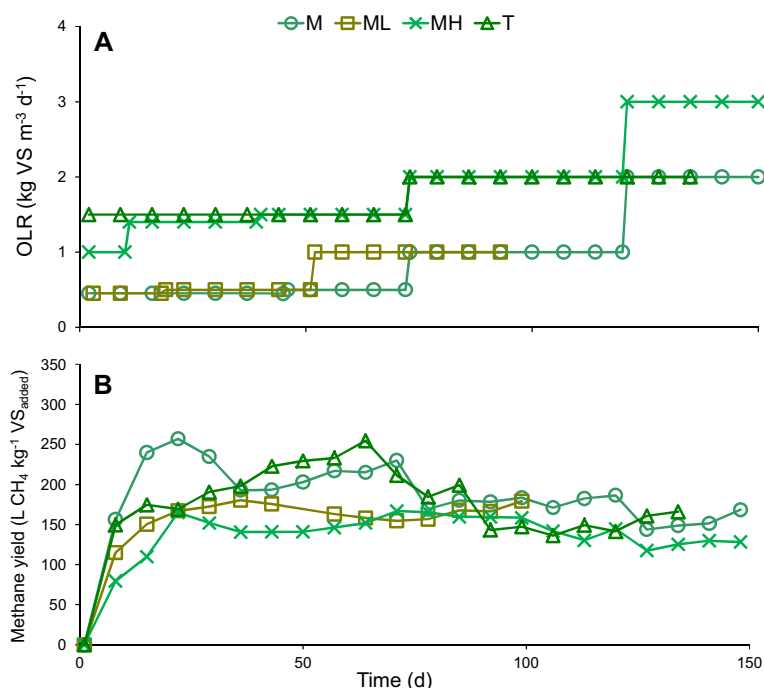 M ML MH T
A
4
3
2
1
0
OLR (kg VS m⁻³ d⁻¹)
B
350
300
250
200
150
100
50
0
Methane yield (L CH₄ kg⁻¹ VSadded)
0 50 100 150
Time (d)